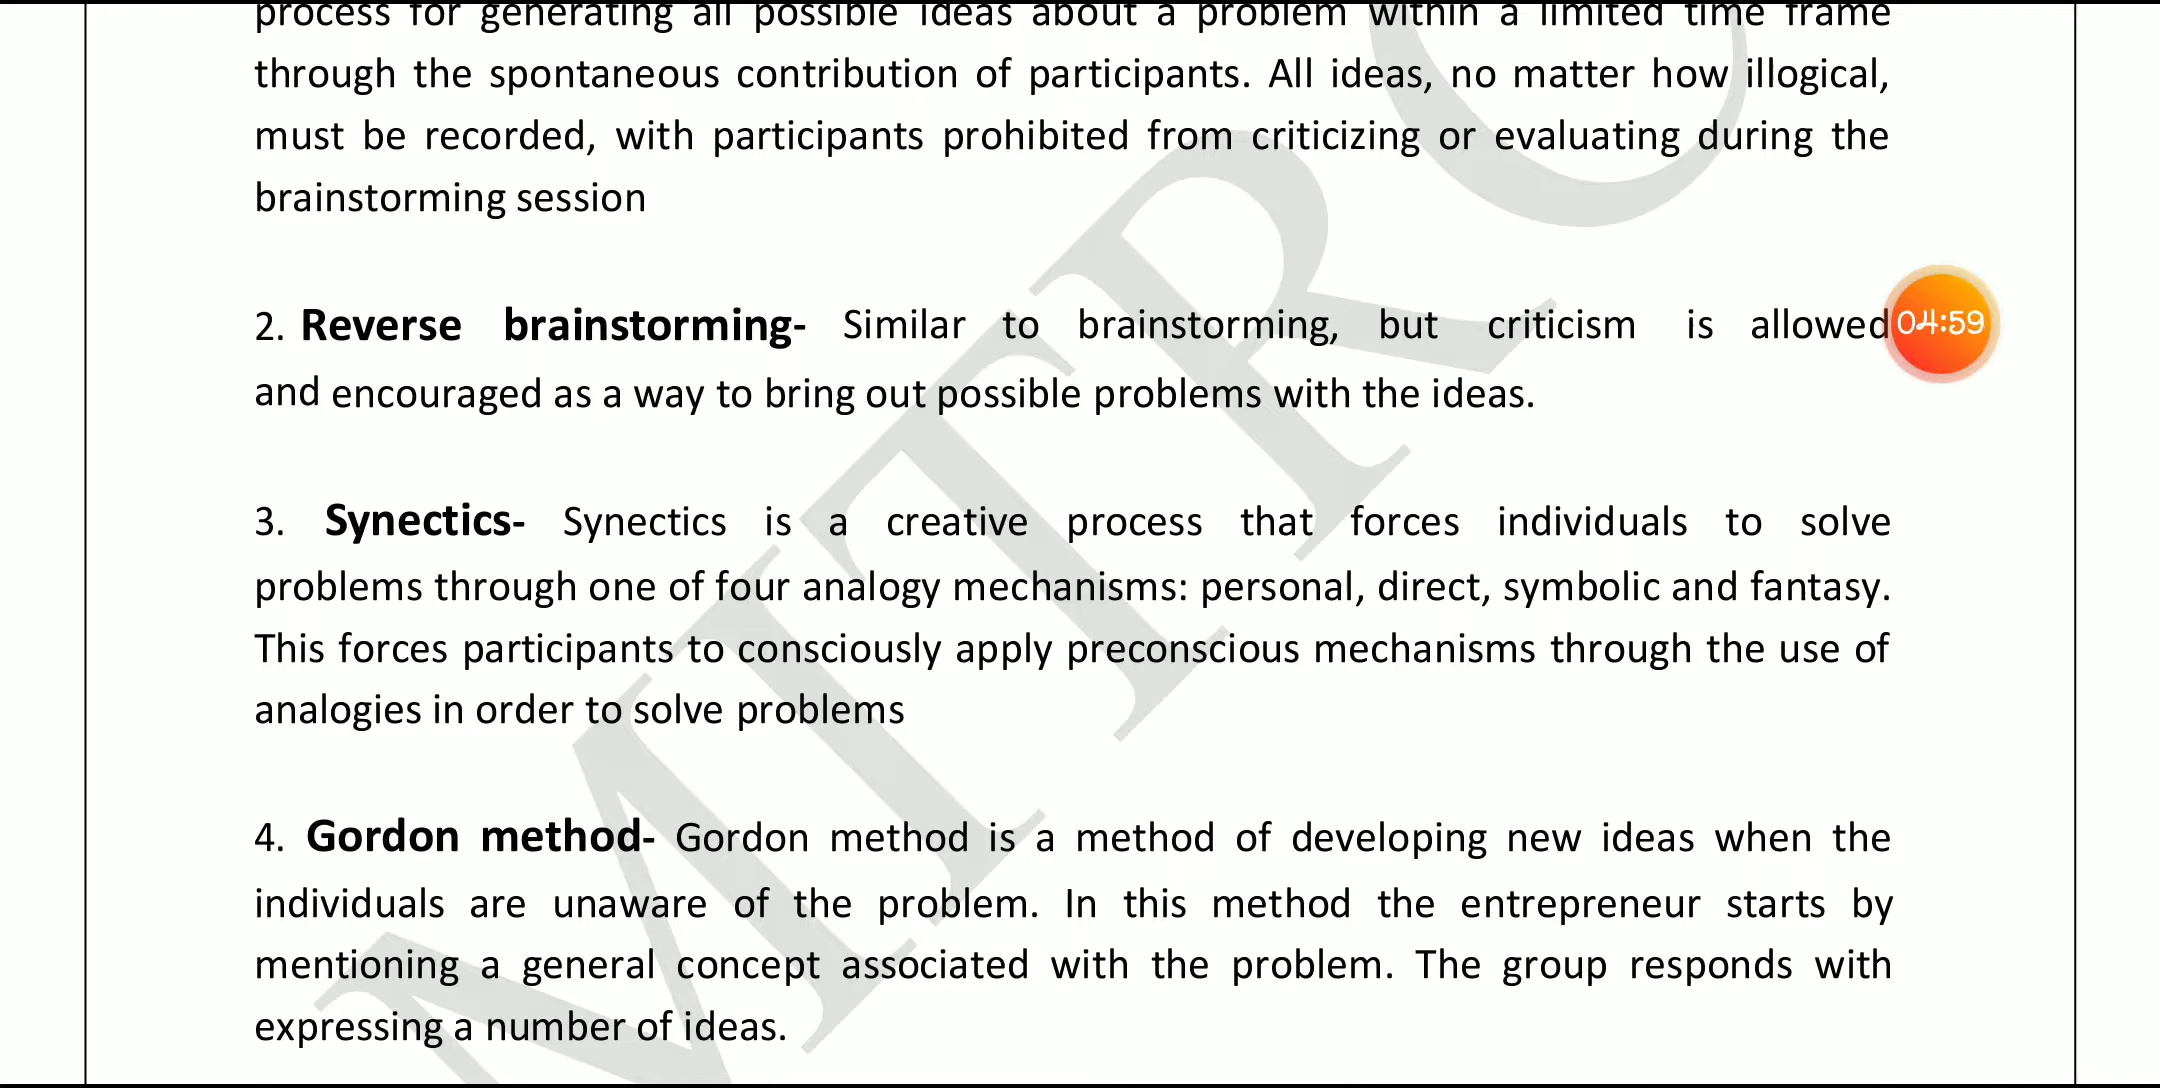 process for generating all possible ideas about a problem within a limited time frame
through the spontaneous contribution of participants. All ideas, no matter how illogical,
must be recorded, with participants prohibited from criticizing or evaluating during the
brainstorming session
2. Reverse brainstorming- Similar to brainstorming, but criticism is allowed
04:59
and encouraged as a way to bring out possible problems with the ideas.
3. Synectics- Synectics is a creative process that forces individuals to solve
problems through one of four analogy mechanisms: personal, direct, symbolic and fantasy.
This forces participants to consciously apply preconscious mechanisms through the use of
analogies in order to solve problems
4. Gordon method- Gordon method is a method of developing new ideas when the
individuals are unaware of the problem. In this method the entrepreneur starts by
mentioning a general concept associated with the problem. The group responds with
expressing a number of ideas.
MTRC